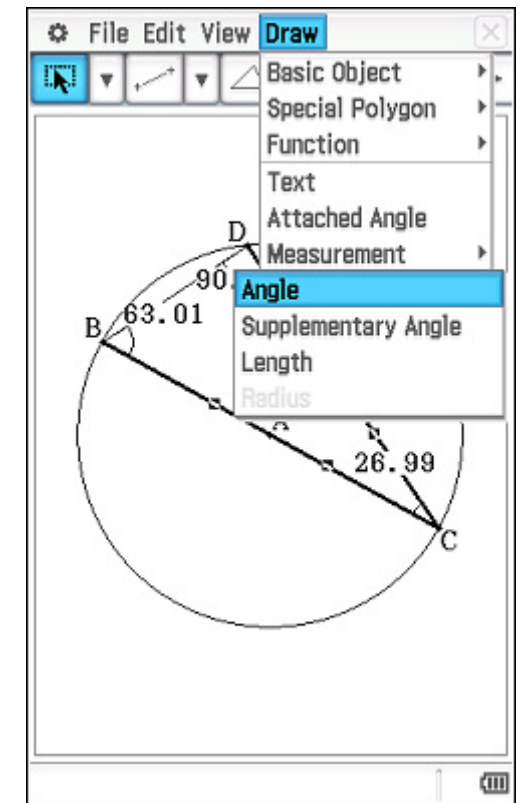 File Edit View Draw
Basic Object
Special Polygon
Function
Text
Attached Angle
Measurement
Angle
Supplementary Angle
Length
Radius
D
90.
63.01
B
26.99
C